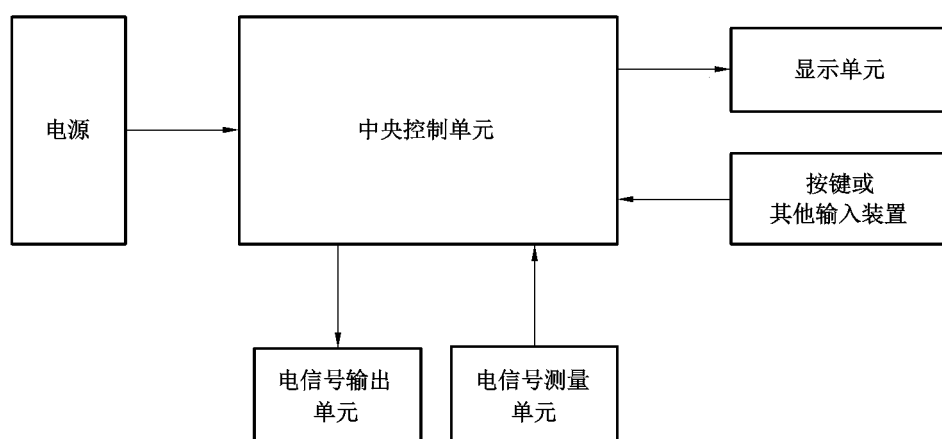 电源
中央控制单元
显示单元
按键或
其他输入装置
电信号输出
单元
电信号测量
单元